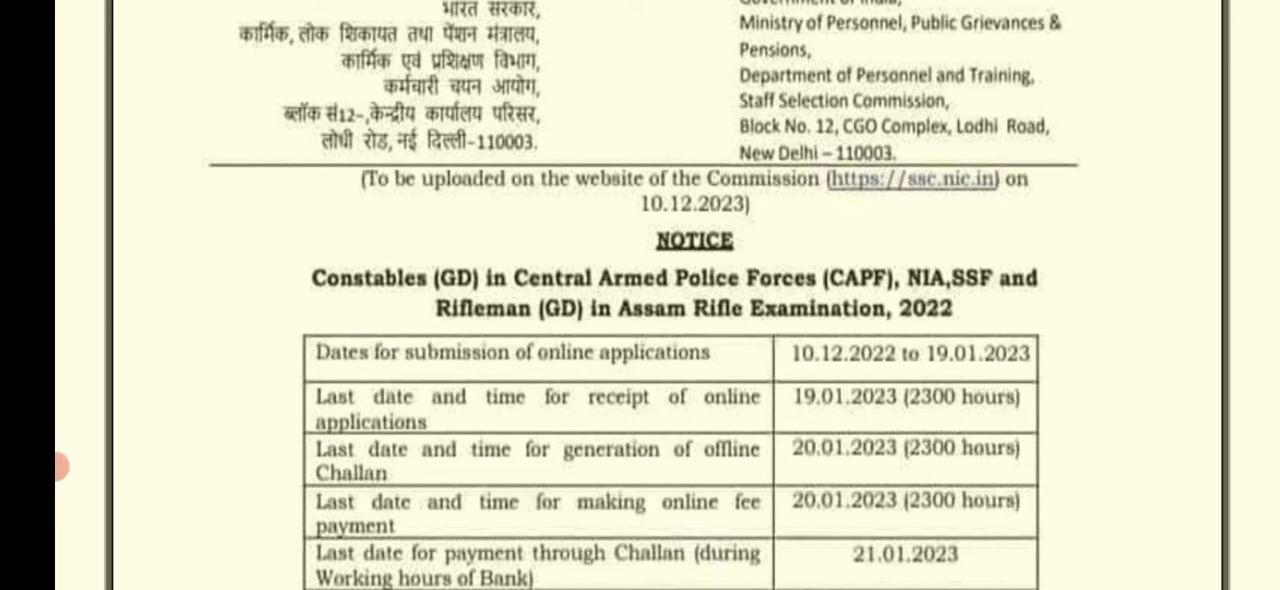 भारत सरकार,
कार्मिक, लोक शिकायत तथा पेंशन मंत्रालय,
कार्मिक एवं प्रशिक्षण विभाग,
कर्मचारी चयन आयोग,
ब्लॉक सं12-,केन्द्रीय कार्यालय परिसर,
लोधी रोड, नई दिल्ली-110003.
Government of India,
Ministry of Personnel, Public Grievances &
Pensions,
Department of Personnel and Training,
Staff Selection Commission,
Block No. 12, CGO Complex, Lodhi Road,
New Delhi – 110003.
(To be uploaded on the website of the Commission (https://ssc.nic.in) on
10.12.2023)
NOTICE
Constables (GD) in Central Armed Police Forces (CAPF), NIA,SSF and
Rifleman (GD) in Assam Rifle Examination, 2022
Dates for submission of online applications
10.12.2022 to 19.01.2023
Last date and time for receipt of online
applications
19.01.2023 (2300 hours)
Last date and time for generation of offline
Challan
20.01.2023 (2300 hours)
Last date and time for making online fee
payment
20.01.2023 (2300 hours)
Last date for payment through Challan (during
Working hours of Bank)
21.01.2023